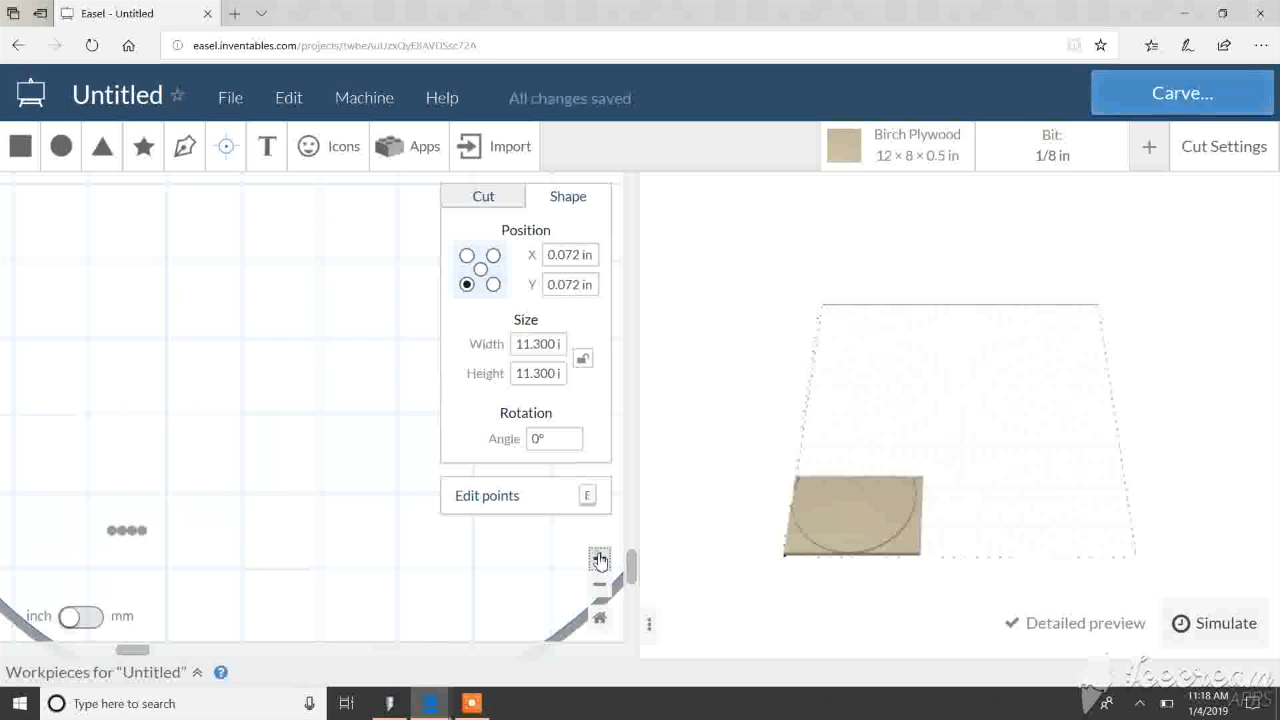 Easel - Untitled
easel.inventables.com/projects/twbeAuUzxQyE8AVDSsc72A
Untitled
File Edit Machine Help All changes saved
Carve...
T Icons Apps Import
Birch Plywood
12 × 8 × 0.5 in
Bit:
1/8 in
Cut Settings
Cut Shape
Position
X 0.072 in
Y 0.072 in
Size
Width 11.300 i
Height 11.300 i
Rotation
Angle 0°
Edit points E
inch mm
Detailed preview
Simulate
Workpieces for “Untitled” ?
Type here to search
Icecream
APPS
11:18 AM
1/4/2019